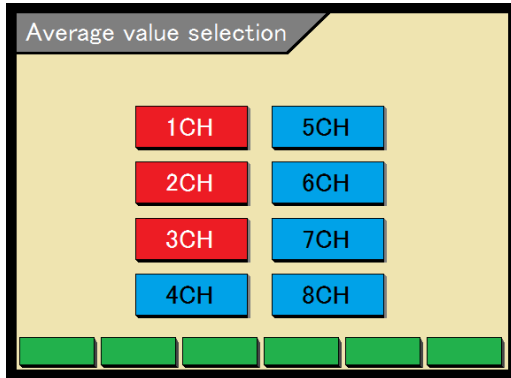 Average value selection
1CH 5CH
2CH 6CH
3CH 7CH
4CH 8CH